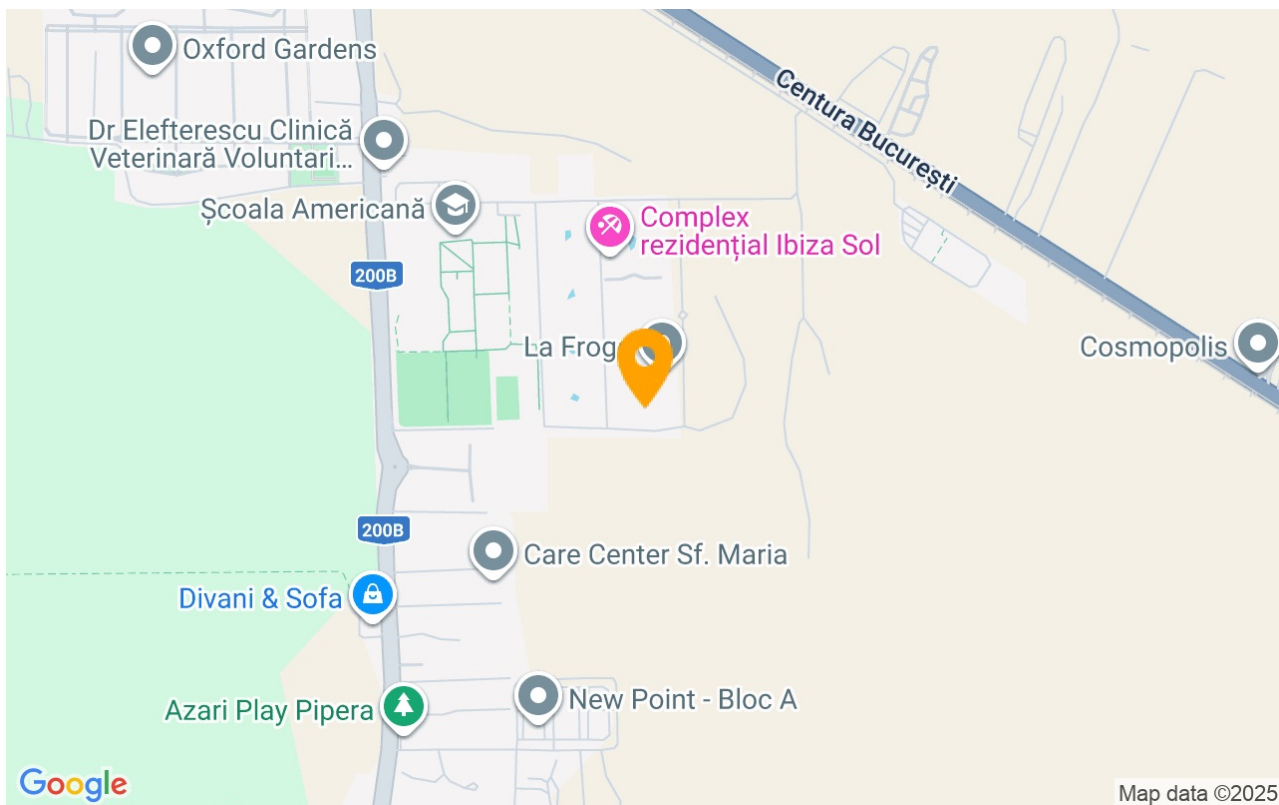 Oxford Gardens
Centura București
Dr Elefterescu Clinică
Veterinară Voluntari...
Școala Americană
Complex
rezidențial Ibiza Sol
200B
La Frog
Cosmopolis
200B
Care Center Sf. Maria
Divani & Sofa
New Point - Bloc A
Azari Play Pipera
Google
Map data ©2025